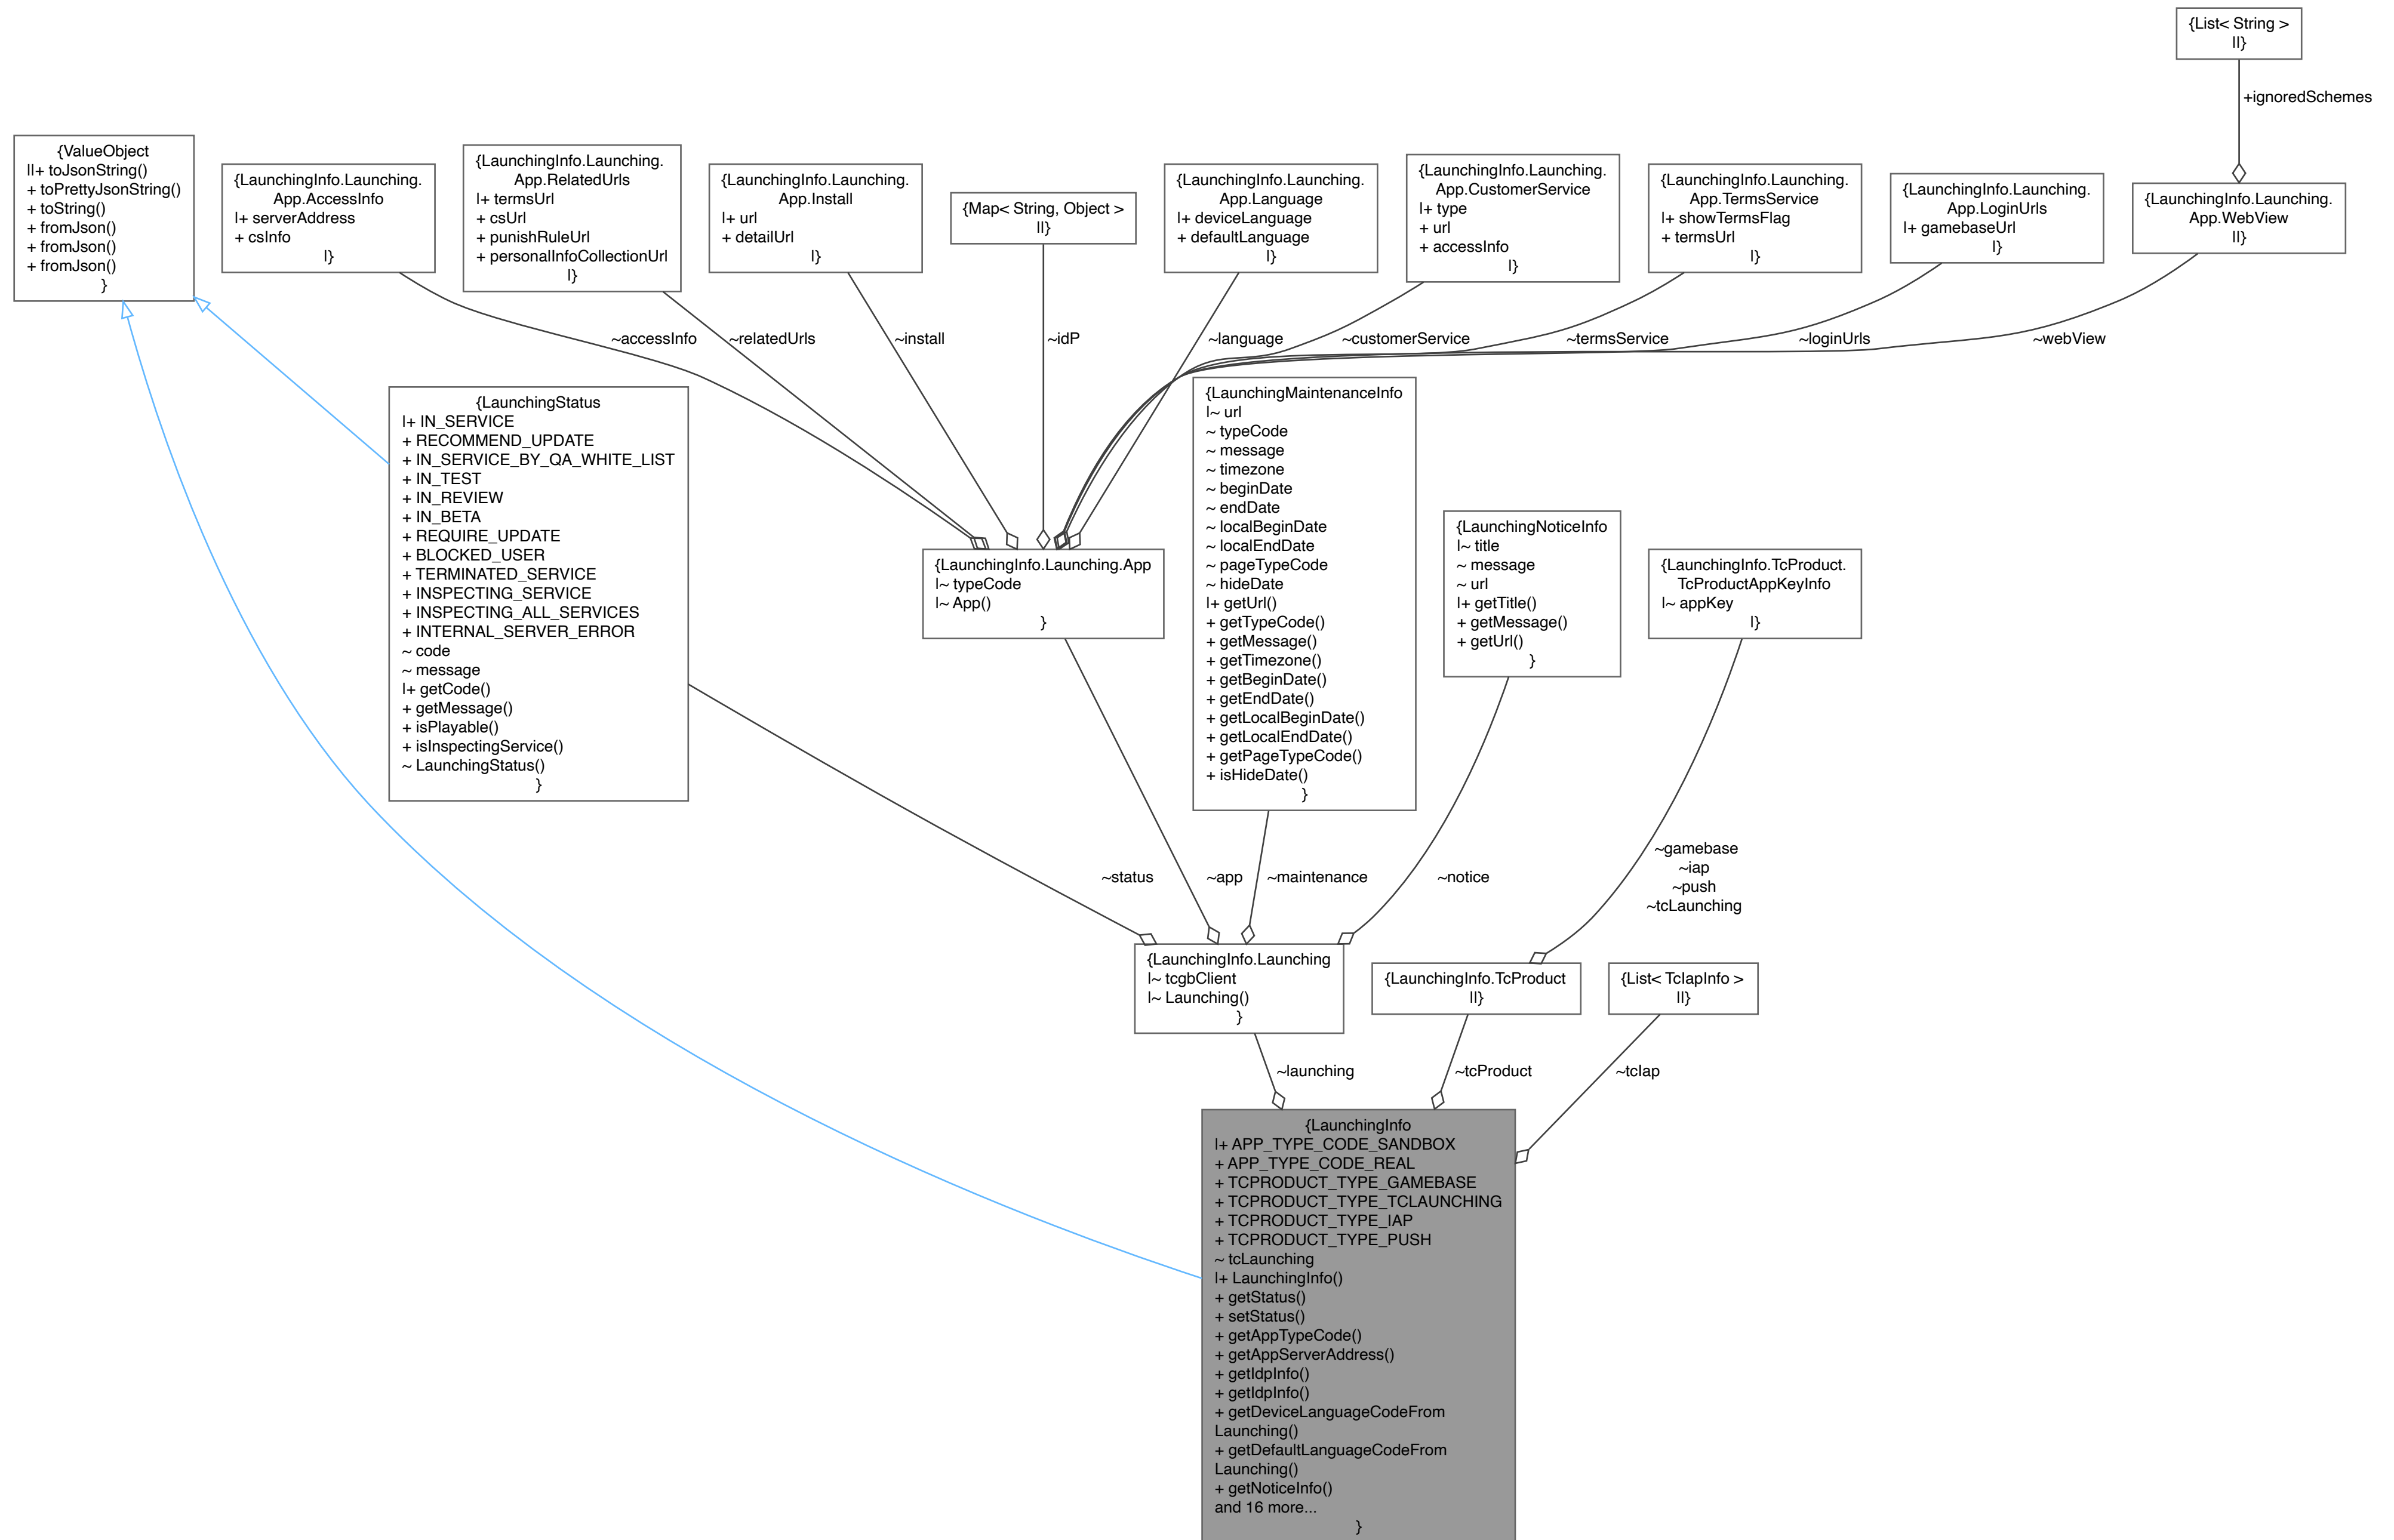 {List< String >
||}
+ignoredSchemes
{ValueObject
||+ toJsonString()
+ toPrettyJsonString()
+ toString()
+ fromJson()
+ fromJson()
+ fromJson()
}
{LaunchingInfo.Launching.
App.AccessInfo
|+ serverAddress
+ csInfo
|}
{LaunchingInfo.Launching.
App.RelatedUrls
|+ termsUrl
+ csUrl
+ punishRuleUrl
+ personalInfoCollectionUrl
|}
{LaunchingInfo.Launching.
App.Install
|+ url
+ detailUrl
|}
{Map< String, Object >
||}
{LaunchingInfo.Launching.
App.Language
|+ deviceLanguage
+ defaultLanguage
|}
{LaunchingInfo.Launching.
App.CustomerService
|+ type
+ url
+ accessInfo
|}
{LaunchingInfo.Launching.
App.TermsService
|+ showTermsFlag
+ termsUrl
|}
{LaunchingInfo.Launching.
App.LoginUrls
|+ gamebaseUrl
|}
{LaunchingInfo.Launching.
App.WebView
||}
~accessInfo
~relatedUrls
~install
~idP
~language
~customerService
~termsService
~loginUrls
~webView
{LaunchingStatus
|+ IN_SERVICE
+ RECOMMEND_UPDATE
+ IN_SERVICE_BY_QA_WHITE_LIST
+ IN_TEST
+ IN_REVIEW
+ IN_BETA
+ REQUIRE_UPDATE
+ BLOCKED_USER
+ TERMINATED_SERVICE
+ INSPECTING_SERVICE
+ INSPECTING_ALL_SERVICES
+ INTERNAL_SERVER_ERROR
~ code
~ message
|+ getCode()
+ getMessage()
+ isPlayable()
+ isInspectingService()
~ LaunchingStatus()
}
{LaunchingInfo.Launching.App
|~ typeCode
|~ App()
}
{LaunchingMaintenanceInfo
|~ url
~ typeCode
~ message
~ timezone
~ beginDate
~ endDate
~ localBeginDate
~ localEndDate
~ pageTypeCode
~ hideDate
|+ getUrl()
+ getTypeCode()
+ getMessage()
+ getTimezone()
+ getBeginDate()
+ getEndDate()
+ getLocalBeginDate()
+ getLocalEndDate()
+ getPageTypeCode()
+ isHideDate()
}
{LaunchingNoticeInfo
|~ title
~ message
~ url
|+ getTitle()
+ getMessage()
+ getUrl()
}
{LaunchingInfo.TcProduct.
TcProductAppKeyInfo
|~ appKey
|}
~status
~app
~maintenance
~notice
~gamebase
~iap
~push
~tcLaunching
{LaunchingInfo.Launching
|~ tcgbClient
|~ Launching()
}
{LaunchingInfo.TcProduct
||}
{List< TcIapInfo >
||}
~launching
~tcProduct
~tcIap
{LaunchingInfo
|+ APP_TYPE_CODE_SANDBOX
+ APP_TYPE_CODE_REAL
+ TCPRODUCT_TYPE_GAMEBASE
+ TCPRODUCT_TYPE_TCLAUNCHING
+ TCPRODUCT_TYPE_IAP
+ TCPRODUCT_TYPE_PUSH
~ tcLaunching
|+ LaunchingInfo()
+ getStatus()
+ setStatus()
+ getAppTypeCode()
+ getAppServerAddress()
+ getIdpInfo()
+ getIdpInfo()
+ getDeviceLanguageCodeFrom
Launching()
+ getDefaultLanguageCodeFrom
Launching()
+ getNoticeInfo()
and 16 more...
}